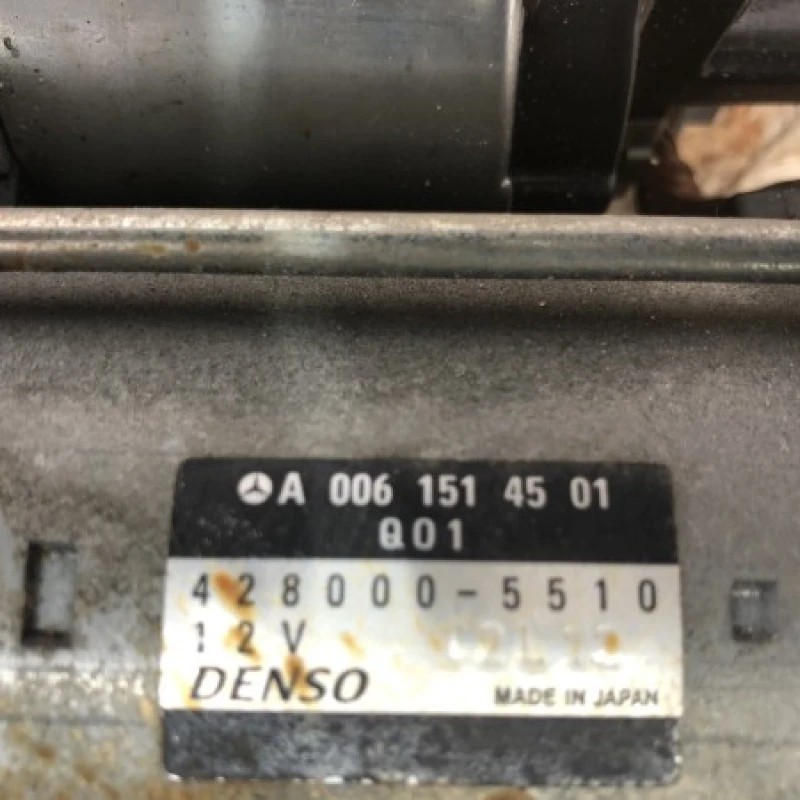 A 006 151 45 01
Q01
428000-5510
12V
DENSO
MADE IN JAPAN